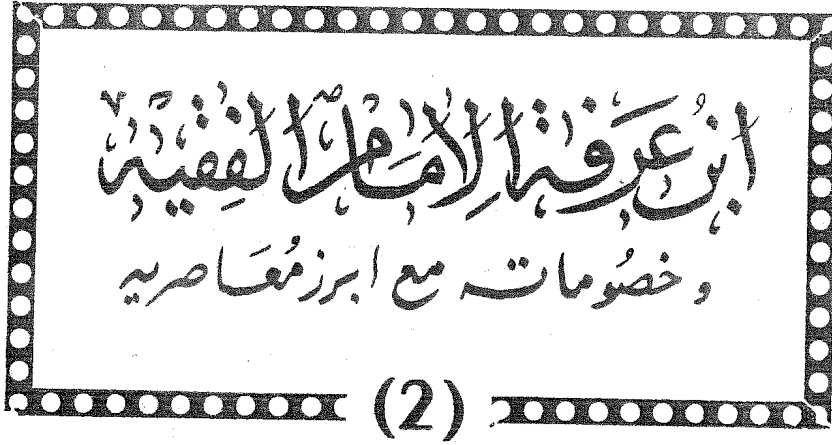 ابن عرفة الإمام الفقيه
وخصوماته مع ابرز معاصريه
(2)